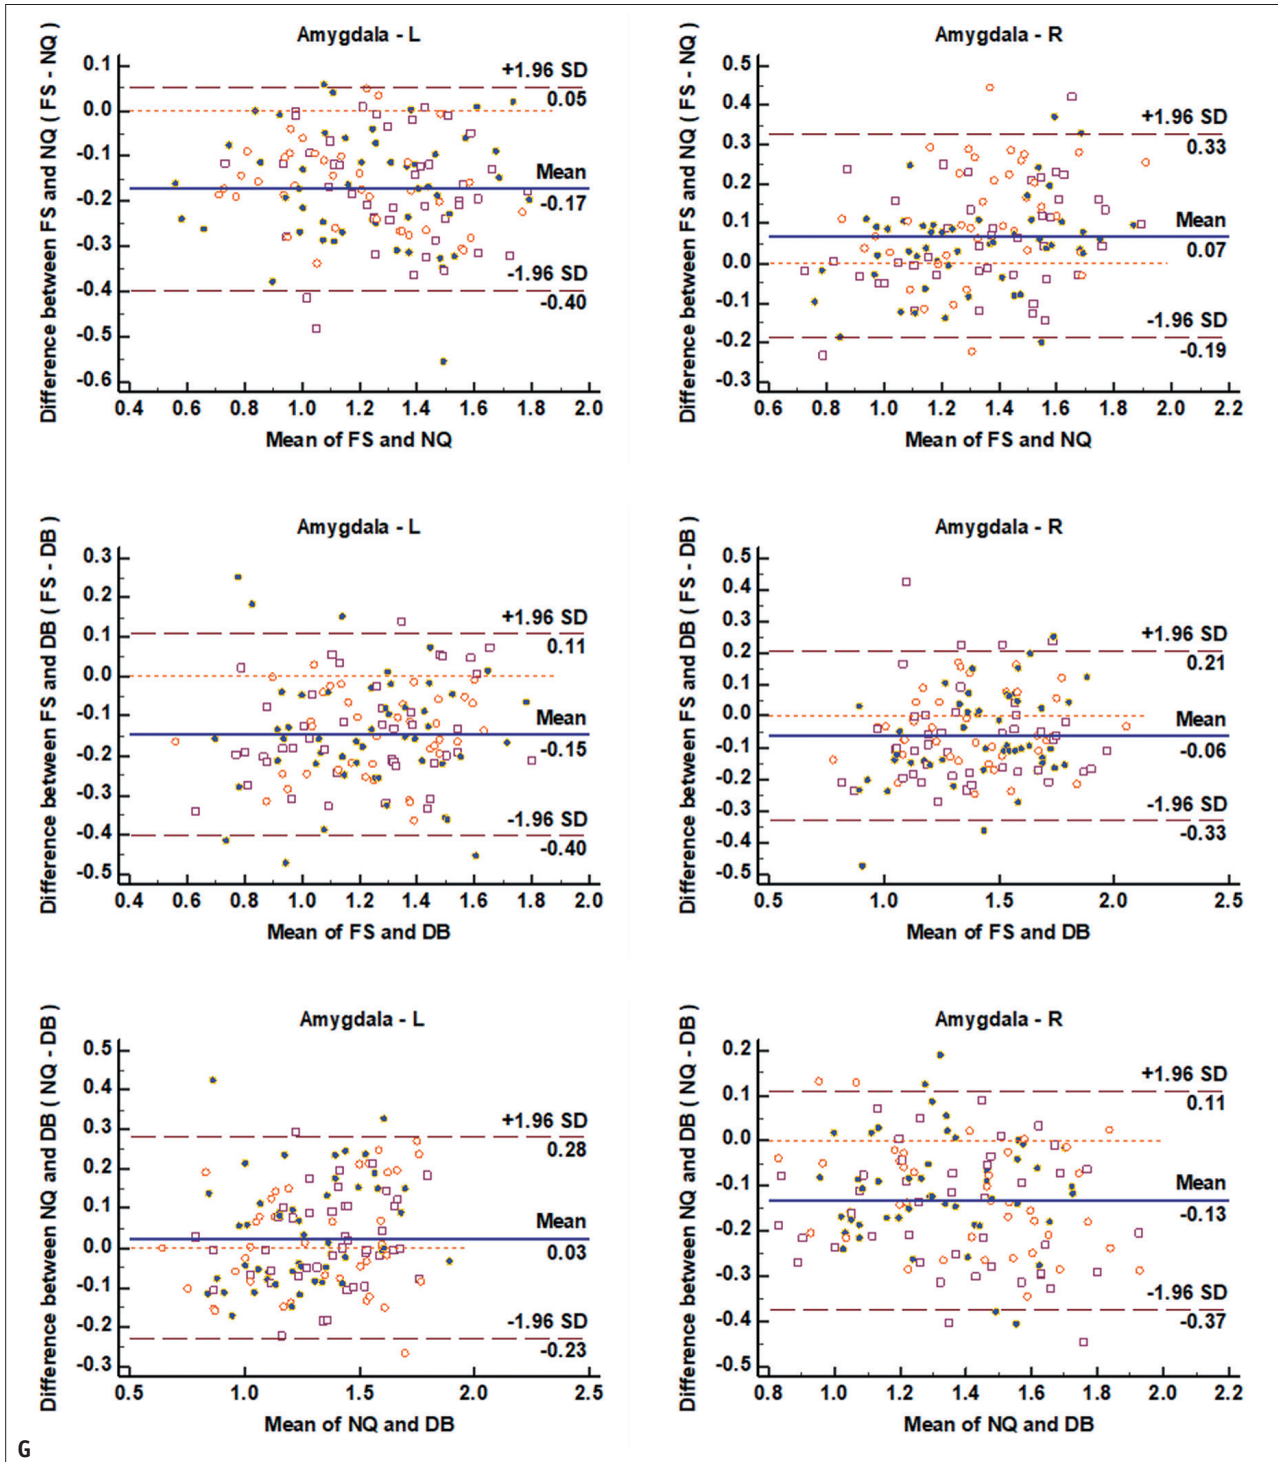 Amygdala - L
Difference between FS and NQ ( FS - NQ )
0.1
0.0
-0.1
-0.2
-0.3
-0.4
-0.5
-0.6
+1.96 SD
0.05
Mean
-0.17
-1.96 SD
-0.40
0.4 0.6 0.8 1.0 1.2 1.4 1.6 1.8 2.0
Mean of FS and NQ
Amygdala - R
Difference between FS and NQ ( FS - NQ )
0.5
0.4
0.3
0.2
0.1
0.0
-0.1
-0.2
-0.3
+1.96 SD
0.33
Mean
0.07
-1.96 SD
-0.19
0.6 0.8 1.0 1.2 1.4 1.6 1.8 2.0 2.2
Mean of FS and NQ
Amygdala - L
Difference between FS and DB ( FS - DB )
0.3
0.2
0.1
0.0
-0.1
-0.2
-0.3
-0.4
-0.5
+1.96 SD
0.11
Mean
-0.15
-1.96 SD
-0.40
0.4 0.6 0.8 1.0 1.2 1.4 1.6 1.8 2.0
Mean of FS and DB
Amygdala - R
Difference between FS and DB ( FS - DB )
0.5
0.4
0.3
0.2
0.1
0.0
-0.1
-0.2
-0.3
-0.4
-0.5
+1.96 SD
0.21
Mean
-0.06
-1.96 SD
-0.33
0.5 1.0 1.5 2.0 2.5
Mean of FS and DB
Amygdala - L
Difference between NQ and DB ( NQ - DB )
0.5
0.4
0.3
0.2
0.1
0.0
-0.1
-0.2
-0.3
+1.96 SD
0.28
Mean
0.03
-1.96 SD
-0.23
0.5 1.0 1.5 2.0 2.5
Mean of NQ and DB
Amygdala - R
Difference between NQ and DB ( NQ - DB )
0.2
0.1
0.0
-0.1
-0.2
-0.3
-0.4
-0.5
+1.96 SD
0.11
Mean
-0.13
-1.96 SD
-0.37
0.8 1.0 1.2 1.4 1.6 1.8 2.0 2.2
Mean of NQ and DB
G